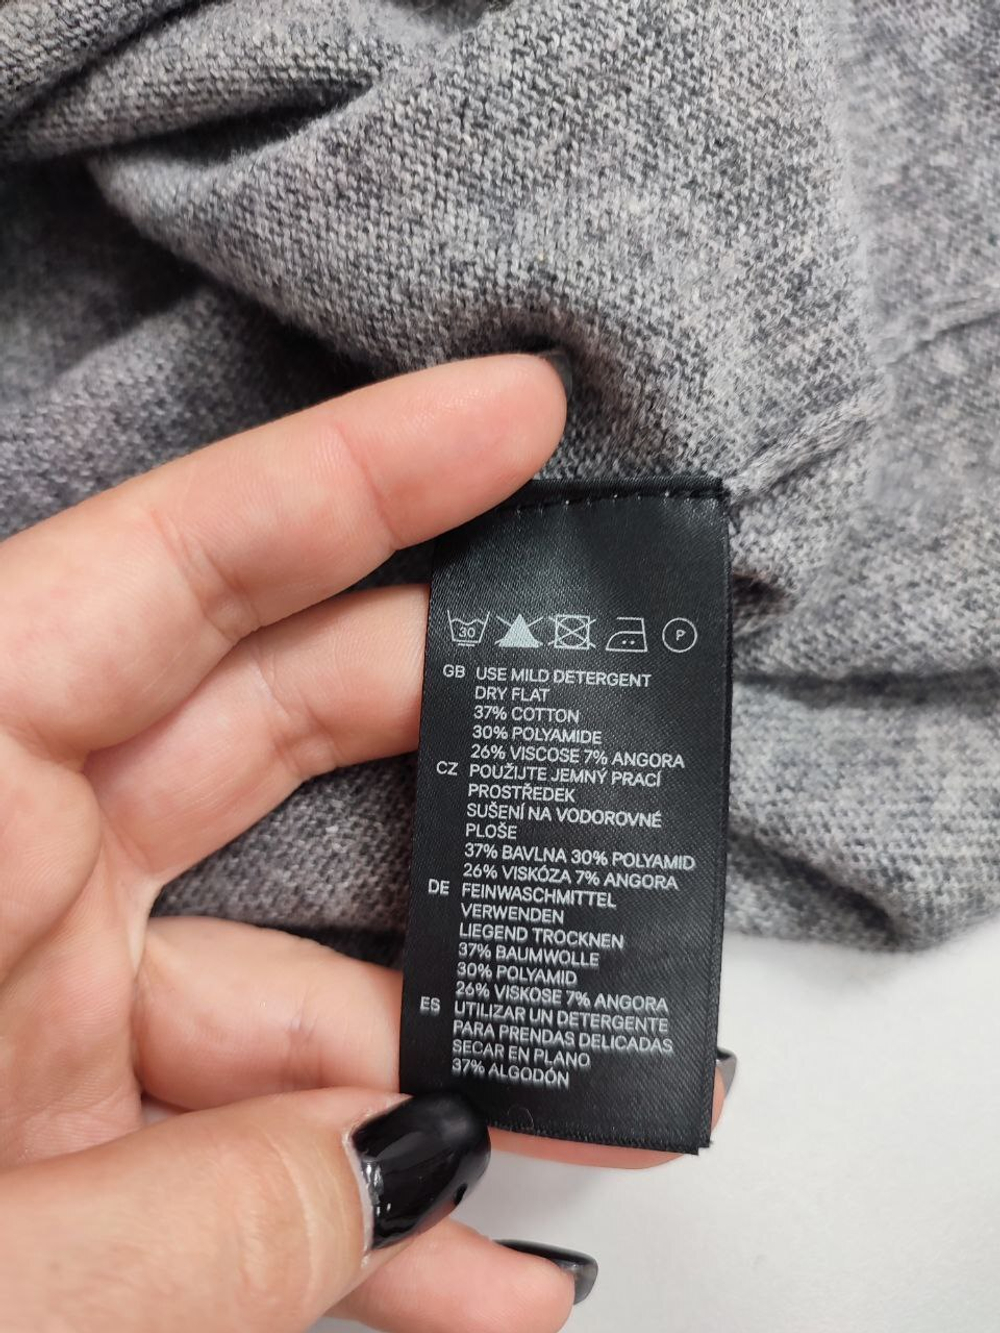 30 P
GB USE MILD DETERGENT
DRY FLAT
37% COTTON
30% POLYAMIDE
26% VISCOSE 7% ANGORA
CZ POUŽIJTE JEMNÝ PRACÍ
PROSTŘEDEK
SUŠENÍ NA VODOROVNÉ
PLOŠE
37% BAVLNA 30% POLYAMID
26% VISKÓZA 7% ANGORA
DE FEINWASCHMITTEL
VERWENDEN
LIEGEND TROCKNEN
37% BAUMWOLLE
30% POLYAMID
26% VISKOSE 7% ANGORA
ES UTILIZAR UN DETERGENTE
PARA PRENDAS DELICADAS
SECAR EN PLANO
37% ALGODÓN